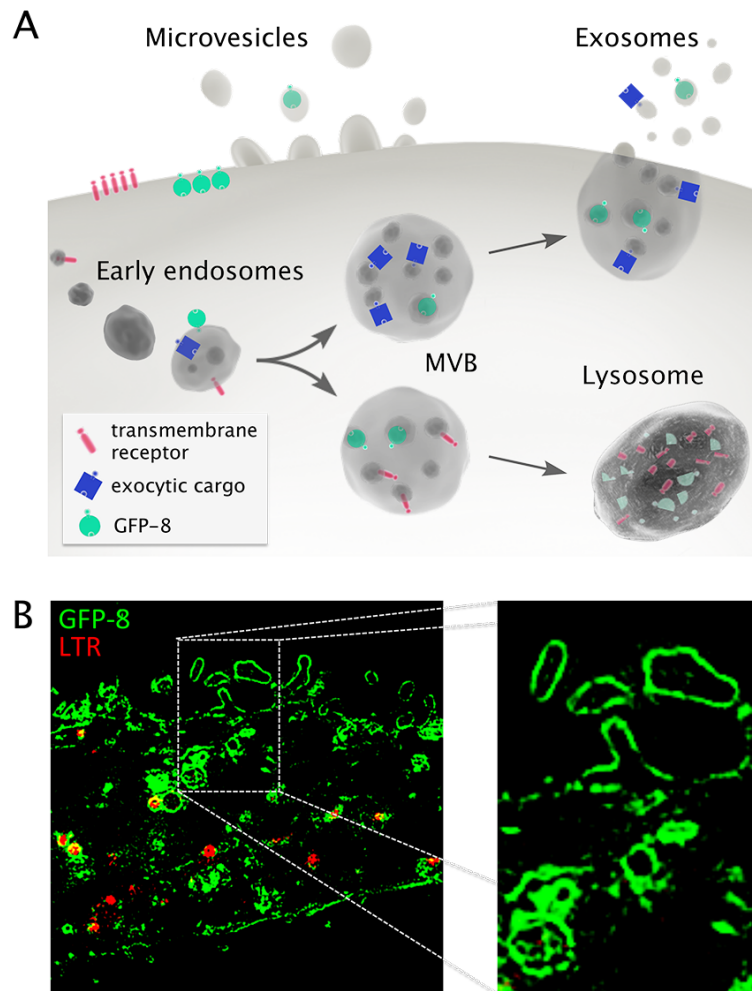 A
Microvesicles
Exosomes
Early endosomes
MVB
Lysosome
transmembrane
receptor
exocytic cargo
GFP-8
B
GFP-8
LTR